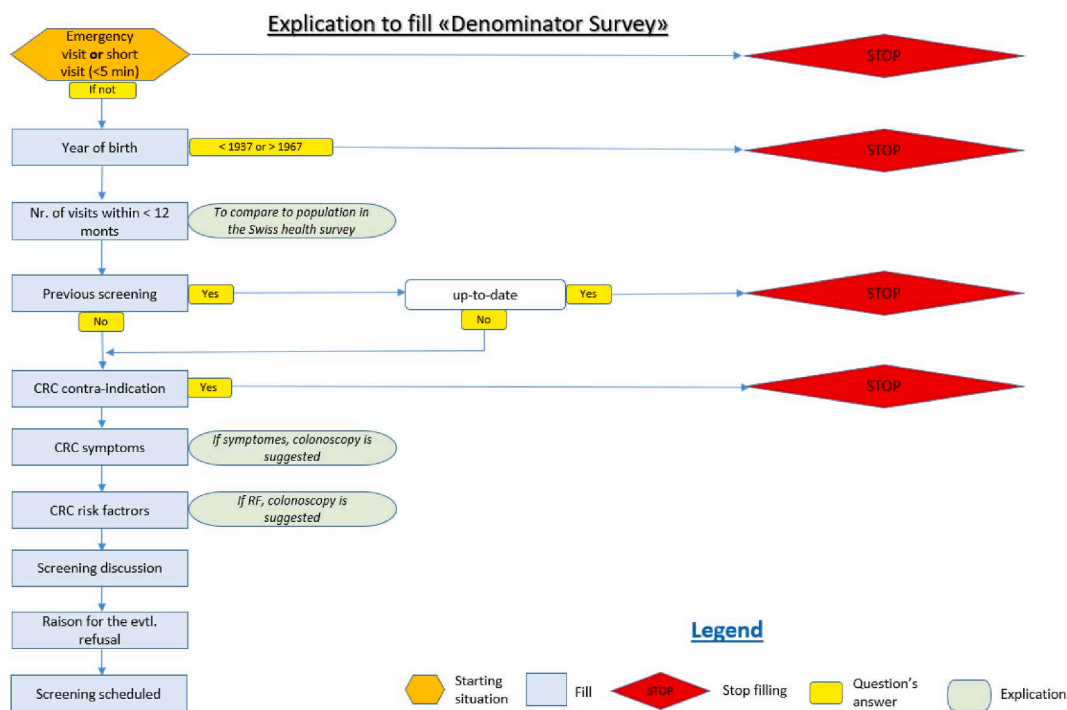 Explication to fill «Denominator Survey»
Emergency
visit or short
visit (<5 min)
STOP
If not
Year of birth
< 1937 or > 1967
STOP
Nr. of visits within < 12
monts
To compare to population in
the Swiss health survey
Previous screening
Yes
up-to-date
Yes
STOP
No
No
CRC contra-indication
Yes
STOP
CRC symptoms
If symptomes, colonoscopy is
suggested
CRC risk factrors
If RF, colonoscopy is
suggested
Screening discussion
Raison for the evtl.
refusal
Screening scheduled
Legend
Starting
situation
Fill
STOP
Stop filling
Question's
answer
Explication